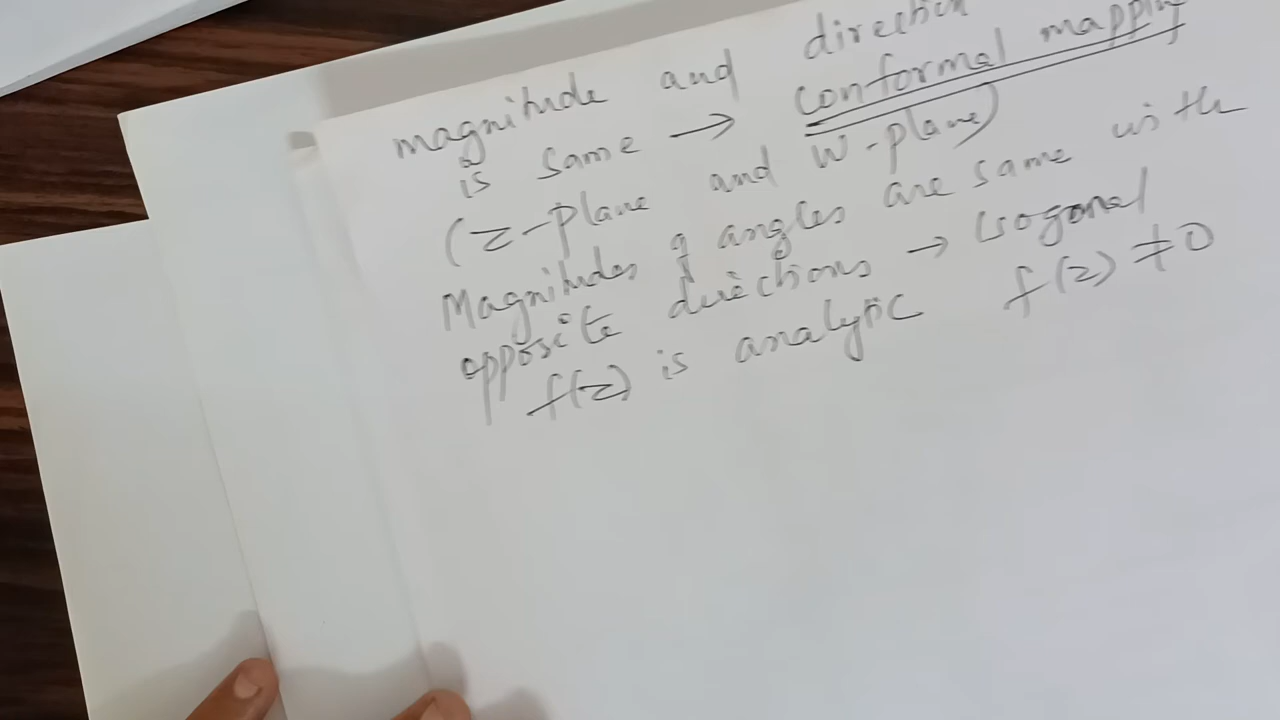 magnitude and direction
is same → conformal mapping
(z-plane and w-plane)
Magnitudes of angles are same with
opposite directions → isogonal
f(z) is analytic f(z) ≠ 0